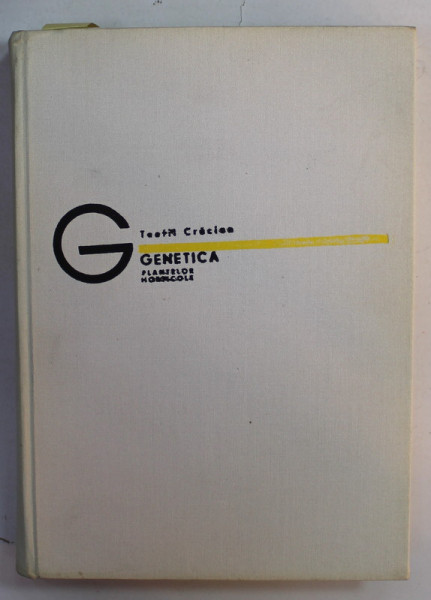 G
Teofil Crăciun
GENETICA
PLANTELOR
HORTICOLE